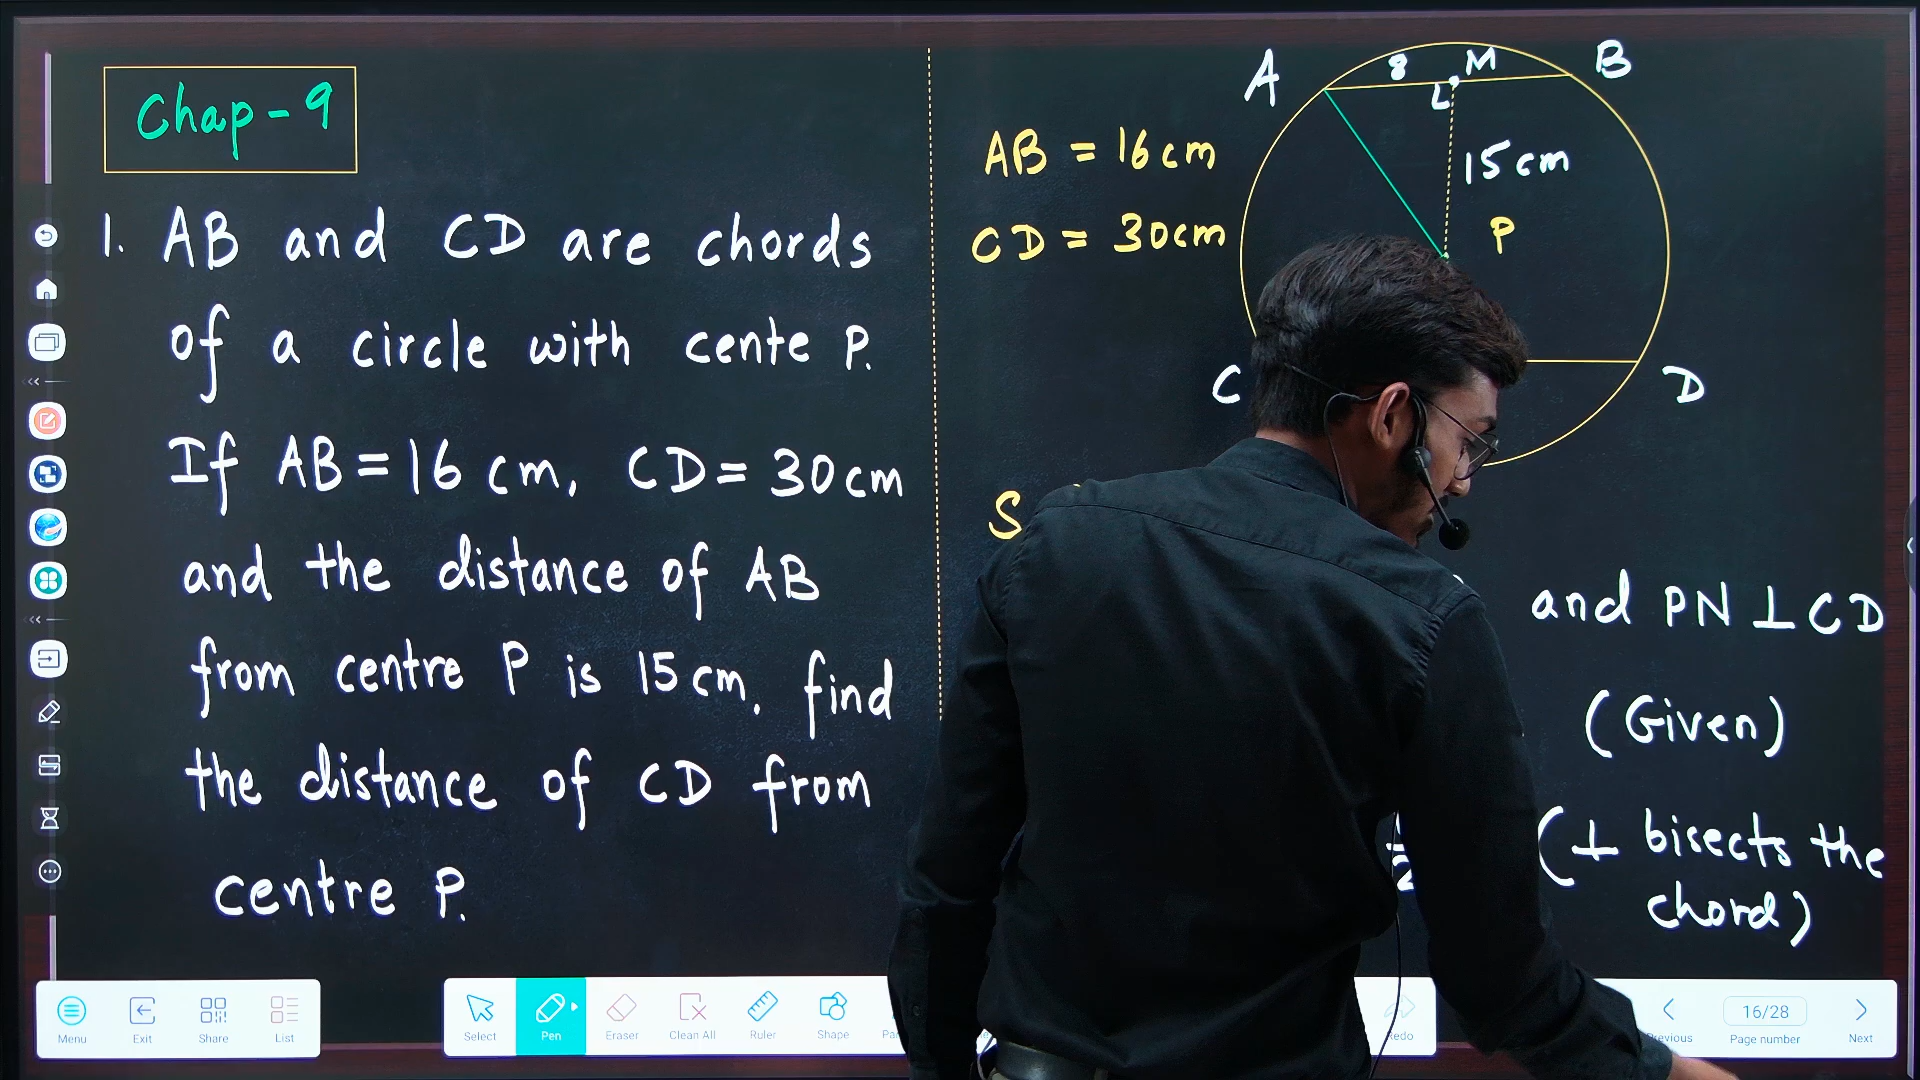 Chap-9
1. AB and CD are chords
of a circle with cente P.
If AB = 16 cm, CD = 30 cm
and the distance of AB
from centre P is 15 cm, find
the distance of CD from
centre P.
A
8
M
B
L
AB = 16 cm
15 cm
CD = 30 cm
P
C
D
S
and PN ⊥ CD
(Given)
2
(⊥ bisects the
chord)
Menu
Exit
Share
List
Select
Pen
Eraser
Clean All
Ruler
Shape
Redo
Previous
16/28
Page number
Next